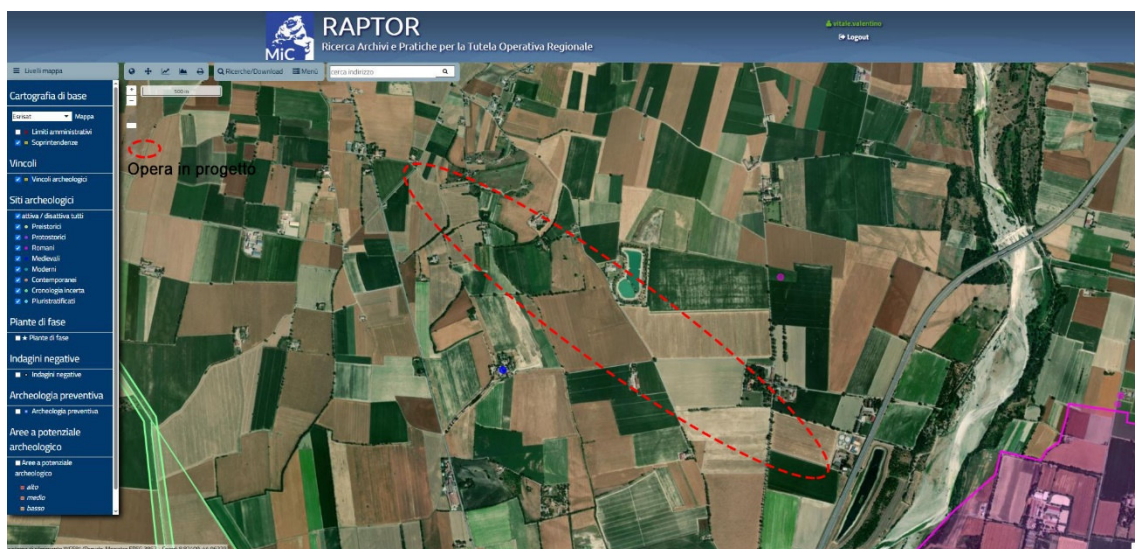 MiC
RAPTOR
Ricerca Archivi e Pratiche per la Tutela Operativa Regionale
vitale.valentino
Logout
Livelli mappa
Ricerche/Download
Menù
cerca indirizzo
Cartografia di base
Esrisat
Mappa
Limiti amministrativi
Soprintendenze
Vincoli
Vincoli archeologici
Siti archeologici
attiva / disattiva tutti
Preistorici
Protostorici
Romani
Medievali
Moderni
Contemporanei
Cronologia incerta
Pluristratificati
Piante di fase
Piante di fase
Indagini negative
Indagini negative
Archeologia preventiva
Archeologia preventiva
Aree a potenziale
archeologico
Aree a potenziale
archeologico
alto
medio
basso
Opera in progetto